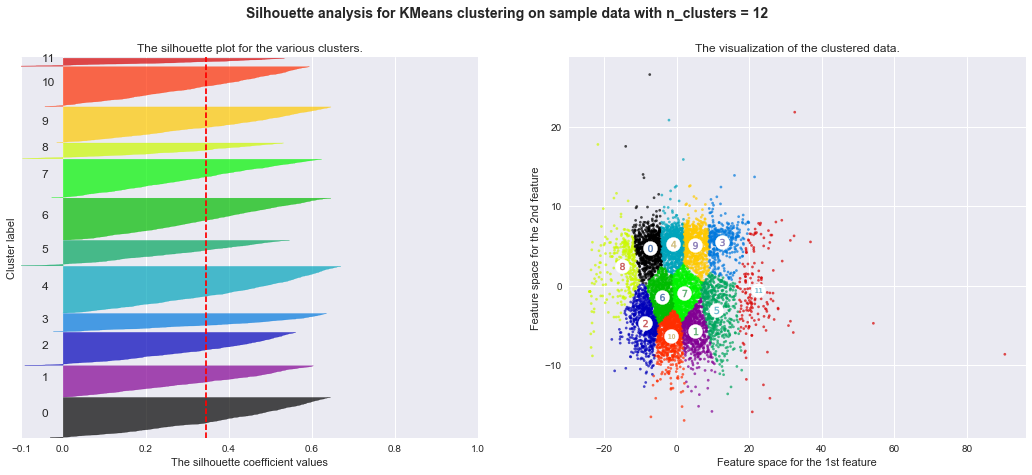 Silhouette analysis for KMeans clustering on sample data with n_clusters = 12
The silhouette plot for the various clusters.
11
10
9
8
7
6
5
4
3
2
1
0
Cluster label
−0.1 0.0 0.2 0.4 0.6 0.8 1.0
The silhouette coefficient values
The visualization of the clustered data.
20
10
0
−10
Feature space for the 2nd feature
0 4 9 3
8
6 7 11
2 10 1 5
−20 0 20 40 60 80
Feature space for the 1st feature